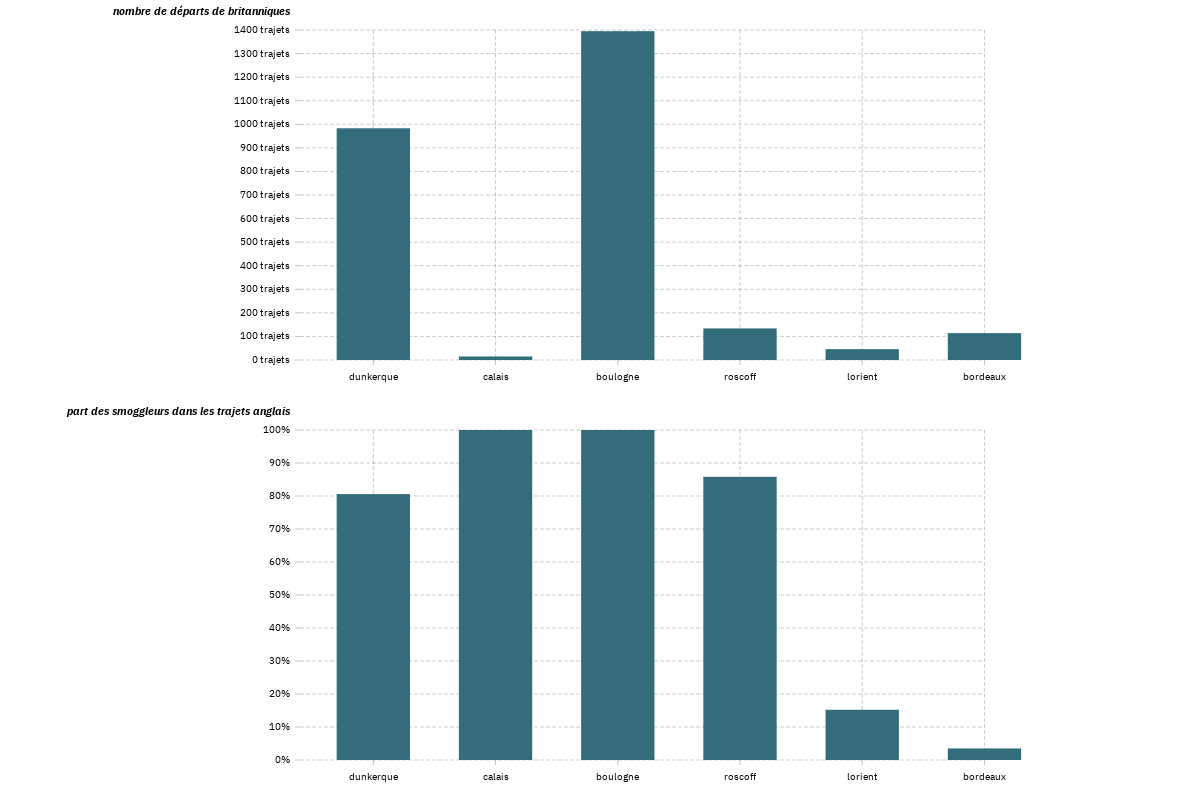 nombre de départs de britanniques
1400 trajets
1300 trajets
1200 trajets
1100 trajets
1000 trajets
900 trajets
800 trajets
700 trajets
600 trajets
500 trajets
400 trajets
300 trajets
200 trajets
100 trajets
0 trajets
dunkerque calais boulogne roscoff lorient bordeaux
part des smoggleurs dans les trajets anglais
100%
90%
80%
70%
60%
50%
40%
30%
20%
10%
0%
dunkerque calais boulogne roscoff lorient bordeaux